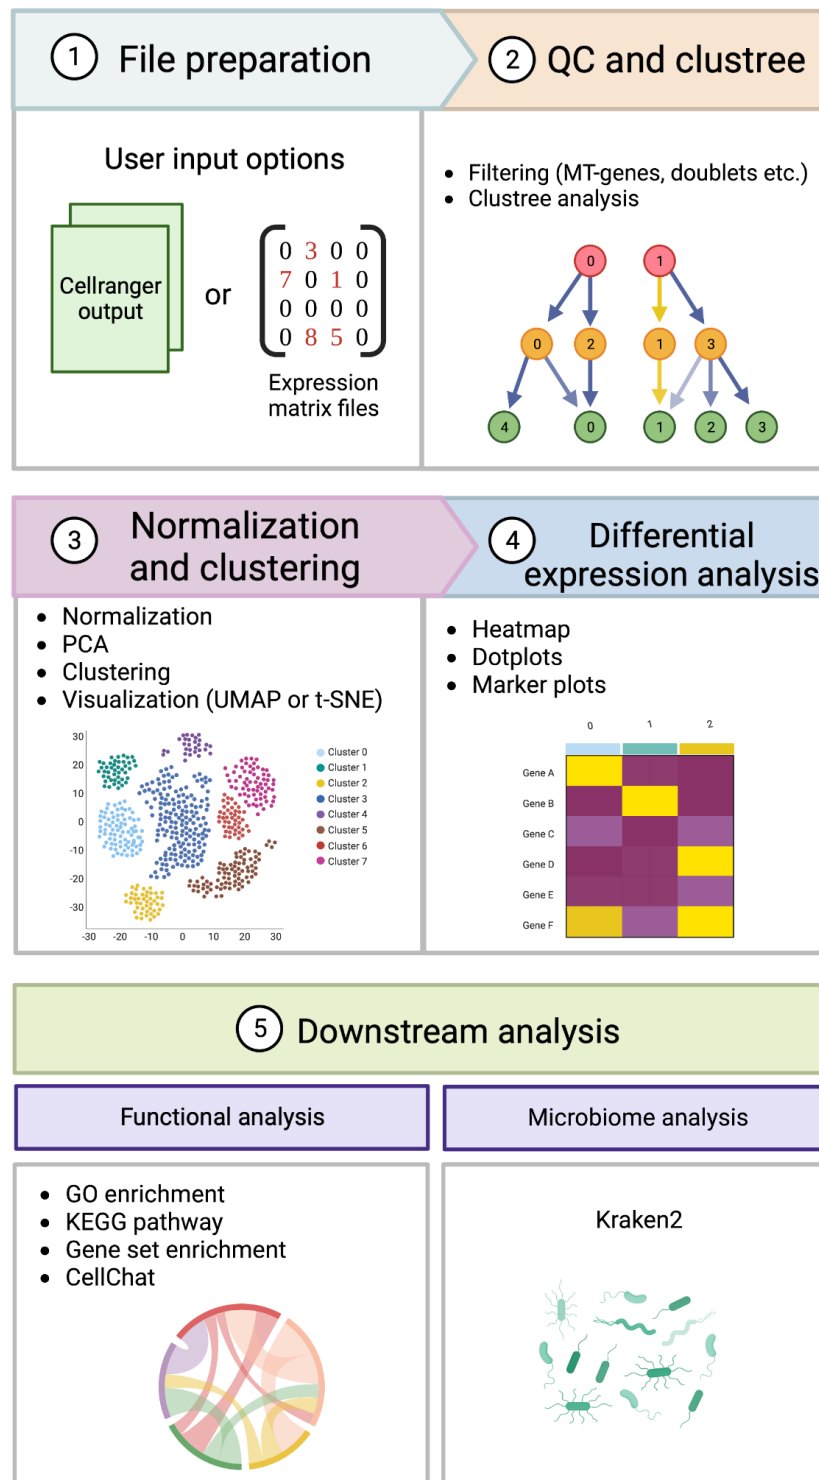 1 File preparation
2 QC and clustree
User input options
Cellranger
output
or
0 3 0 0
7 0 1 0
0 0 0 0
0 8 5 0
Expression
matrix files
• Filtering (MT-genes, doublets etc.)
• Clustree analysis
0 1
0 2 1 3
4 0 1 2 3
3 Normalization
and clustering
4 Differential
expression analysis
• Normalization
• PCA
• Clustering
• Visualization (UMAP or t-SNE)
30
20
10
0
-10
-20
-30
-30 -20 -10 0 10 20 30
Cluster 0
Cluster 1
Cluster 2
Cluster 3
Cluster 4
Cluster 5
Cluster 6
Cluster 7
• Heatmap
• Dotplots
• Marker plots
0 1 2
Gene A
Gene B
Gene C
Gene D
Gene E
Gene F
5 Downstream analysis
Functional analysis
Microbiome analysis
• GO enrichment
• KEGG pathway
• Gene set enrichment
• CellChat
Kraken2